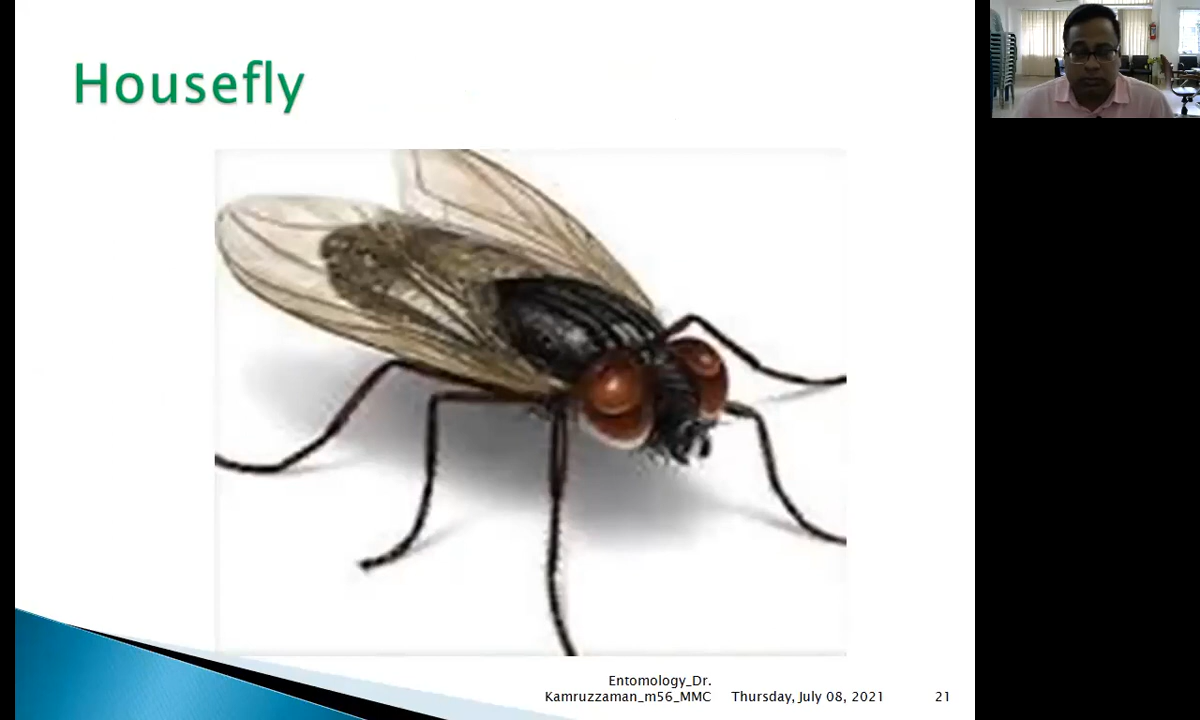 Housefly
Entomology_Dr.
Kamruzzaman_m56_MMC
Thursday, July 08, 2021
21